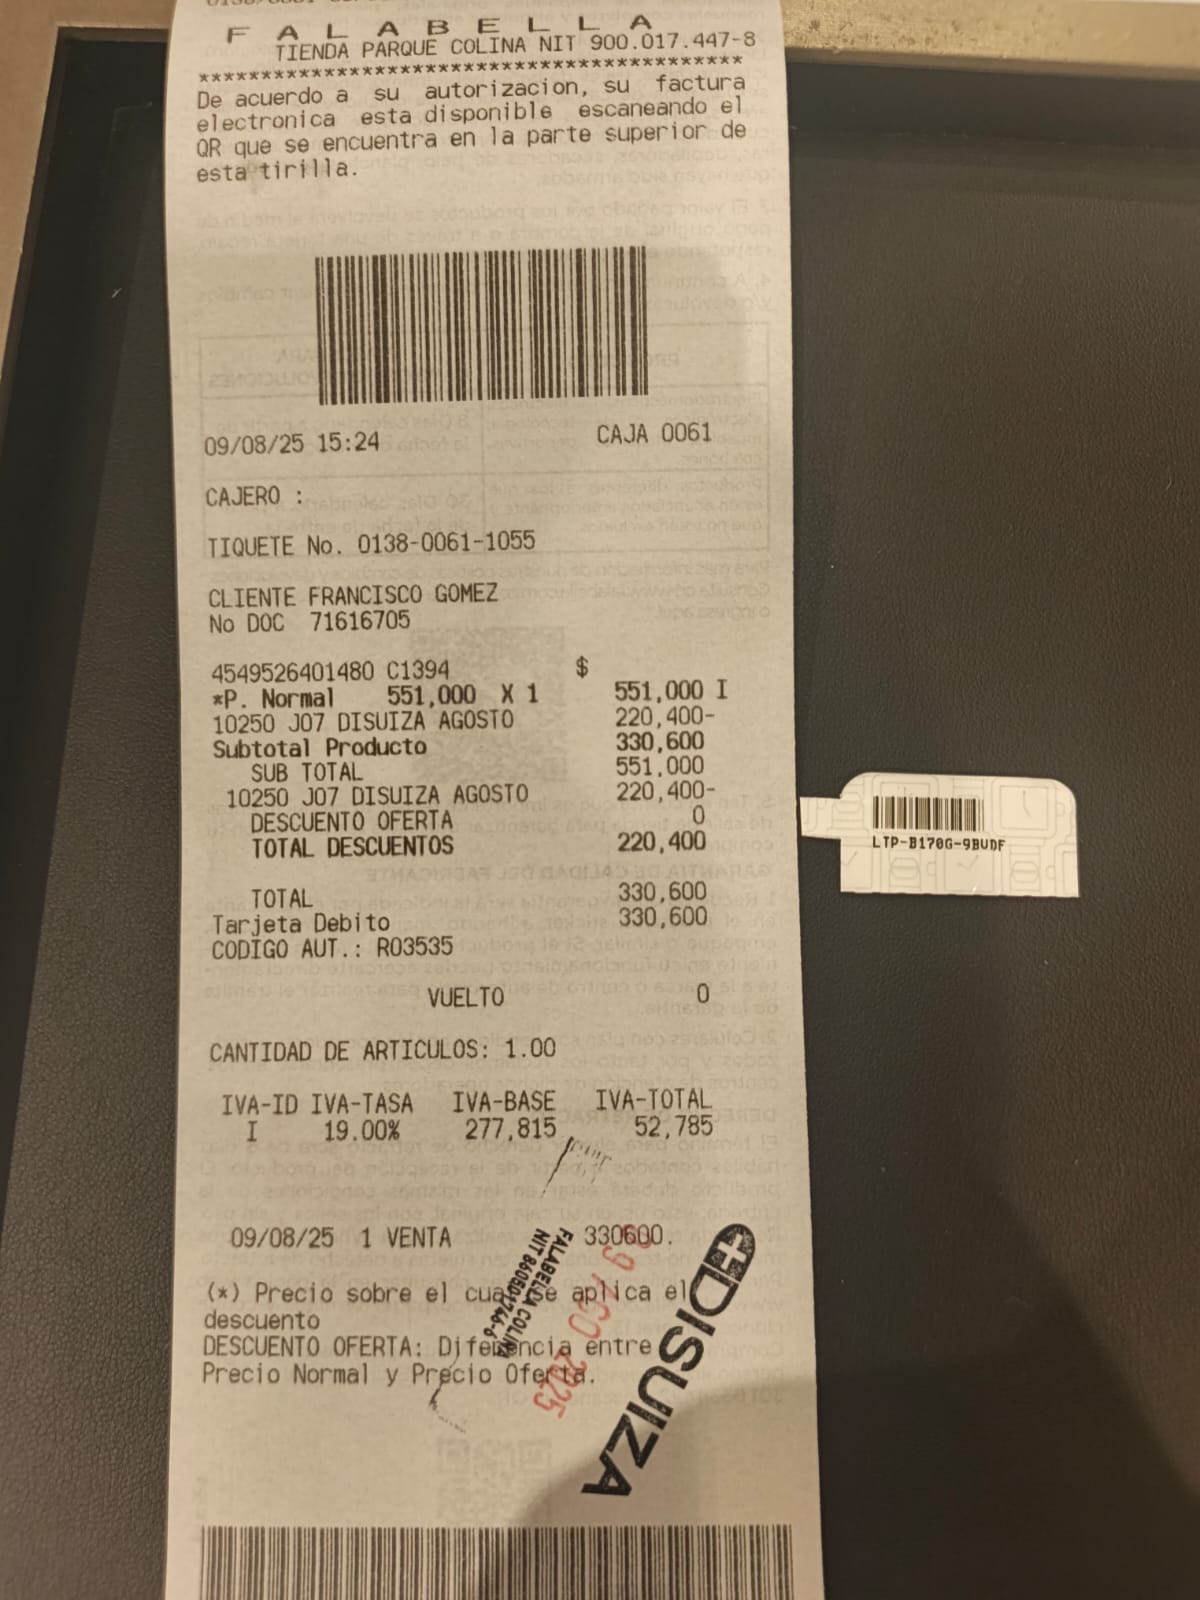 F A L A B E L L A
TIENDA PARQUE COLINA NIT 900.017.447-8
*******************************************
De acuerdo a su autorizacion, su factura
electronica esta disponible escaneando el
QR que se encuentra en la parte superior de
esta tirilla.
09/08/25 15:24 CAJA 0061
CAJERO :
TIQUETE No. 0138-0061-1055
CLIENTE FRANCISCO GOMEZ
No DOC 71616705
4549526401480 C1394 $
*P. Normal 551,000 X 1 551,000 I
10250 J07 DISUIZA AGOSTO 220,400-
Subtotal Producto 330,600
SUB TOTAL 551,000
10250 J07 DISUIZA AGOSTO 220,400-
DESCUENTO OFERTA 0
TOTAL DESCUENTOS 220,400
TOTAL 330,600
Tarjeta Debito 330,600
CODIGO AUT.: R03535
VUELTO 0
CANTIDAD DE ARTICULOS: 1.00
IVA-ID IVA-TASA IVA-BASE IVA-TOTAL
I 19.00% 277,815 52,785
09/08/25 1 VENTA 330600.
(*) Precio sobre el cual se aplica el
descuento
DESCUENTO OFERTA: Diferencia entre
Precio Normal y Precio Oferta.
FALABELLA COLINA
09 AGO 2025
DISUIZA
LTP-B170G-9BVDF